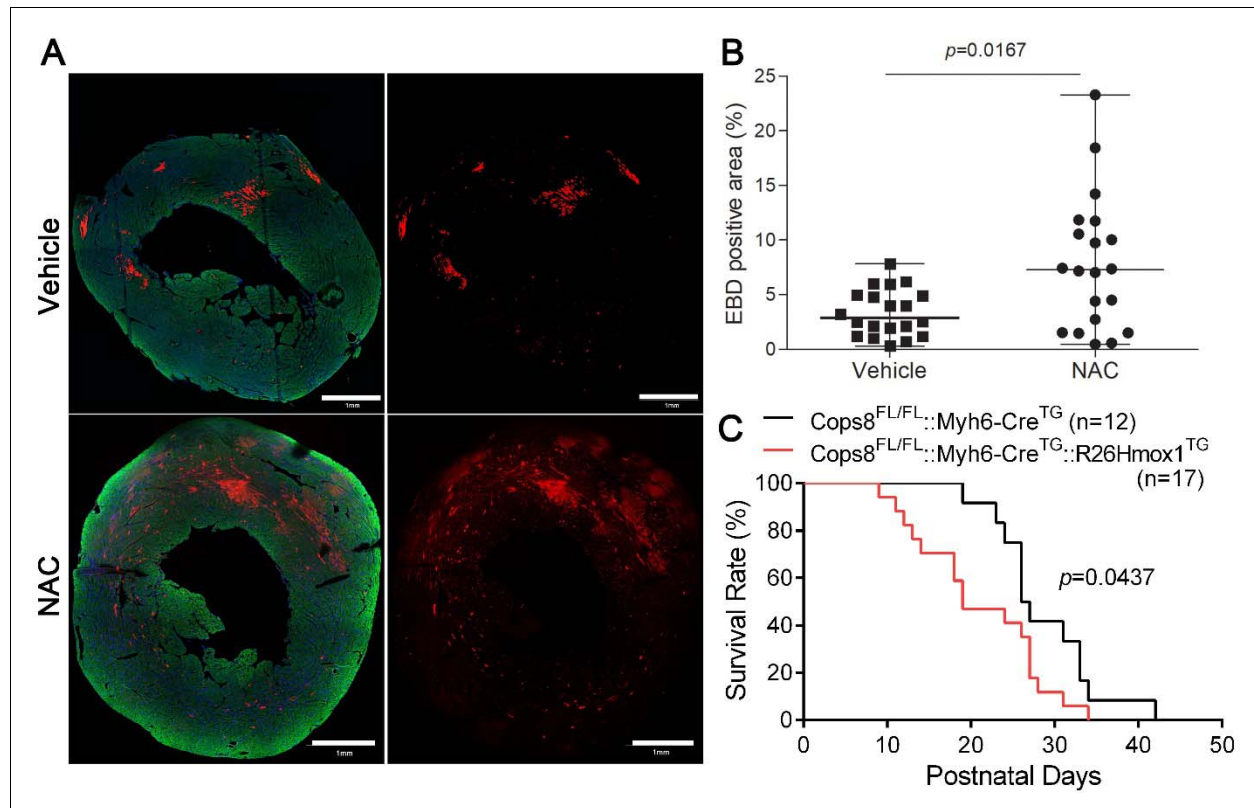 A
Vehicle
NAC
1mm
1mm
1mm
1mm
B
p=0.0167
EBD positive area (%)
25
20
15
10
5
0
Vehicle
NAC
C
Cops8FL/FL::Myh6-CreTG (n=12)
Cops8FL/FL::Myh6-CreTG::R26Hmox1TG
(n=17)
Survival Rate (%)
100
80
60
40
20
0
p=0.0437
0 10 20 30 40 50
Postnatal Days